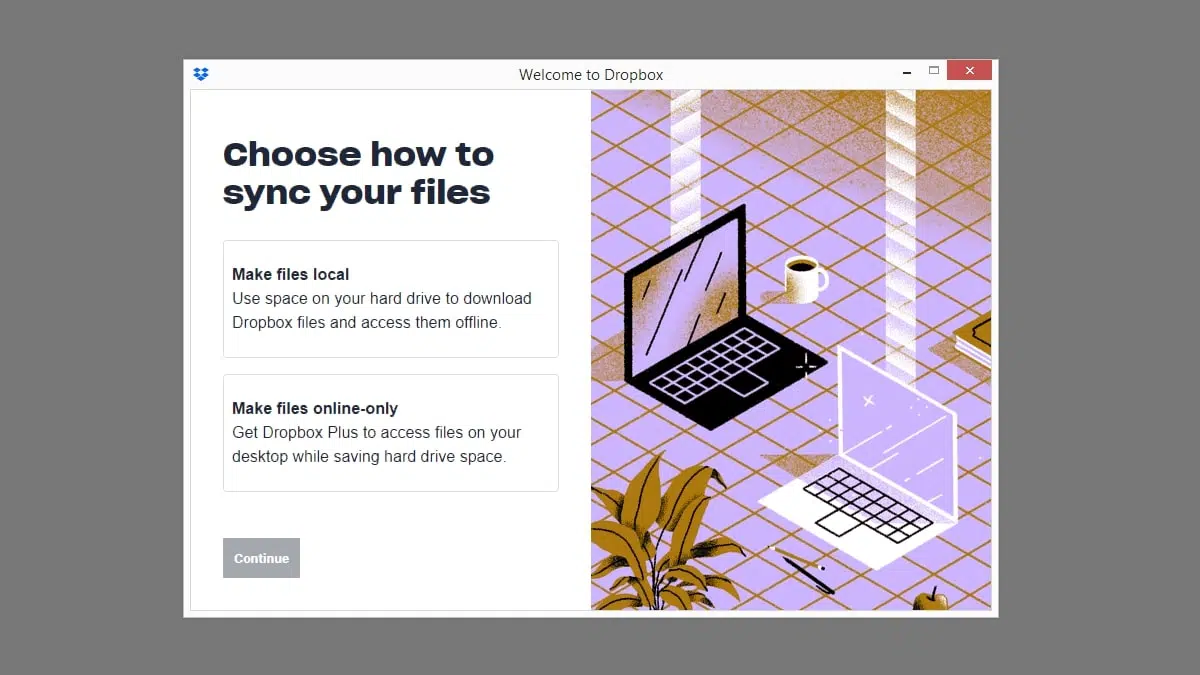 Welcome to Dropbox
Choose how to
sync your files
Make files local
Use space on your hard drive to download
Dropbox files and access them offline.
Make files online-only
Get Dropbox Plus to access files on your
desktop while saving hard drive space.
Continue